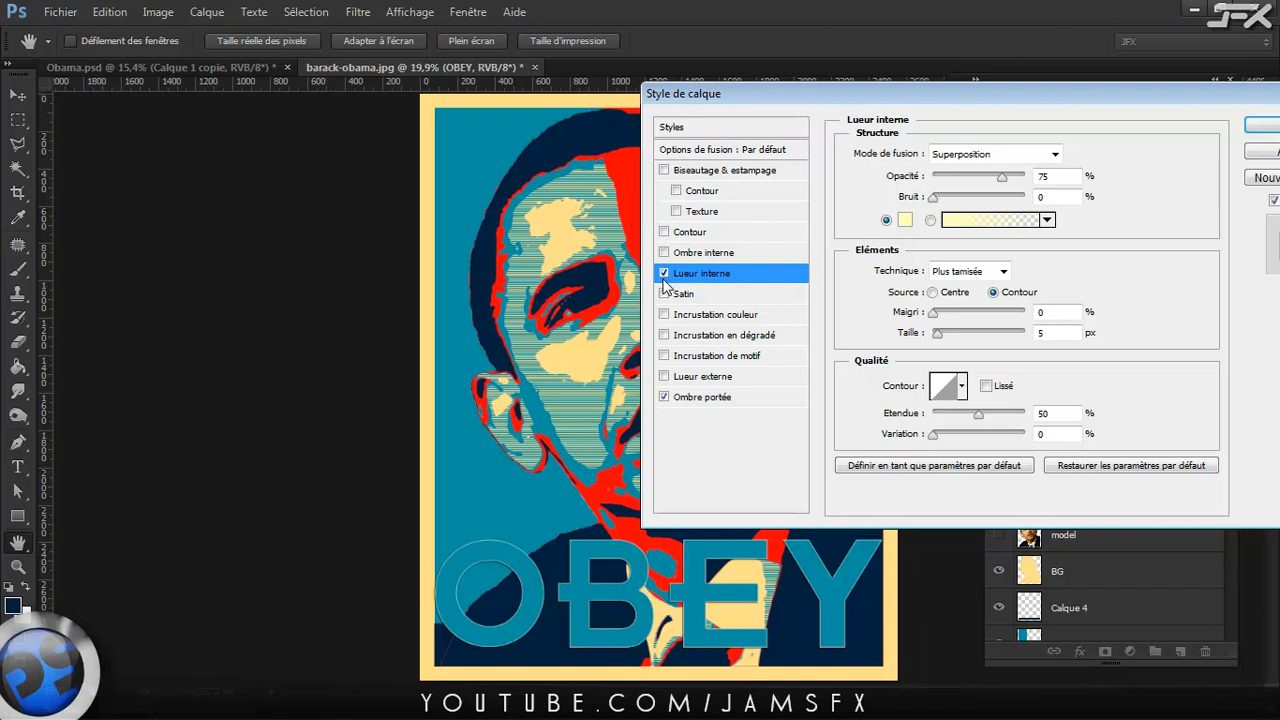 Ps Fichier Edition Image Calque Texte Sélection Filtre Affichage Fenêtre Aide
JFX
Défilement des fenêtres Taille réelle des pixels Adapter à l'écran Plein écran Taille d'impression JFX
Obama.psd @ 15,4% (Calque 1 copie, RVB/8*) * × barack-obama.jpg @ 19,9% (OBEY, RVB/8*) * ×
Style de calque
Styles
Options de fusion : Par défaut
Biseautage & estampage
Contour
Texture
Contour
Ombre interne
Lueur interne
Satin
Incrustation couleur
Incrustation en dégradé
Incrustation de motif
Lueur externe
Ombre portée
Lueur interne
Structure
Mode de fusion : Superposition
Opacité : 75 %
Bruit : 0 %
Eléments
Technique : Plus tamisée
Source : Centre Contour
Maigri : 0 %
Taille : 5 px
Qualité
Contour : Lissé
Etendue : 50 %
Variation : 0 %
Définir en tant que paramètres par défaut Restaurer les paramètres par défaut
Nouv
model
BG
Calque 4
OBEY
YOUTUBE.COM/JAMSFX